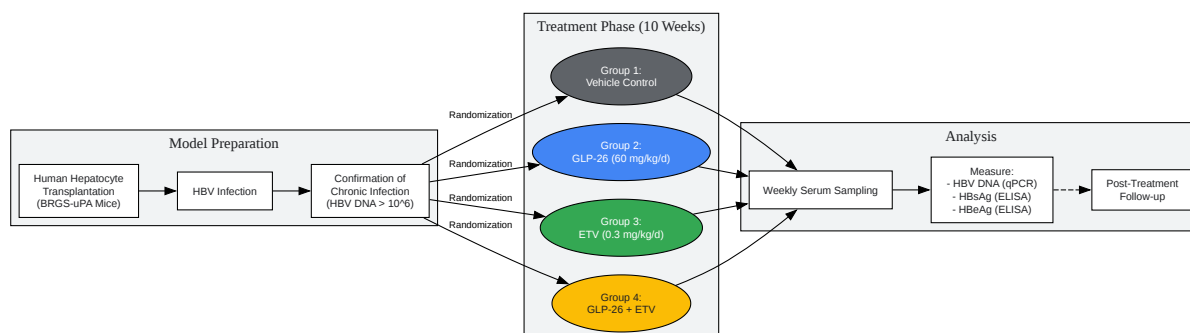 Model Preparation
Human Hepatocyte
Transplantation
(BRGS-uPA Mice)
HBV Infection
Confirmation of
Chronic Infection
(HBV DNA > 10^6)
Randomization
Randomization
Randomization
Randomization
Treatment Phase (10 Weeks)
Group 1:
Vehicle Control
Group 2:
GLP-26 (60 mg/kg/d)
Group 3:
ETV (0.3 mg/kg/d)
Group 4:
GLP-26 + ETV
Analysis
Weekly Serum Sampling
Measure:
- HBV DNA (qPCR)
- HBsAg (ELISA)
- HBeAg (ELISA)
Post-Treatment
Follow-up